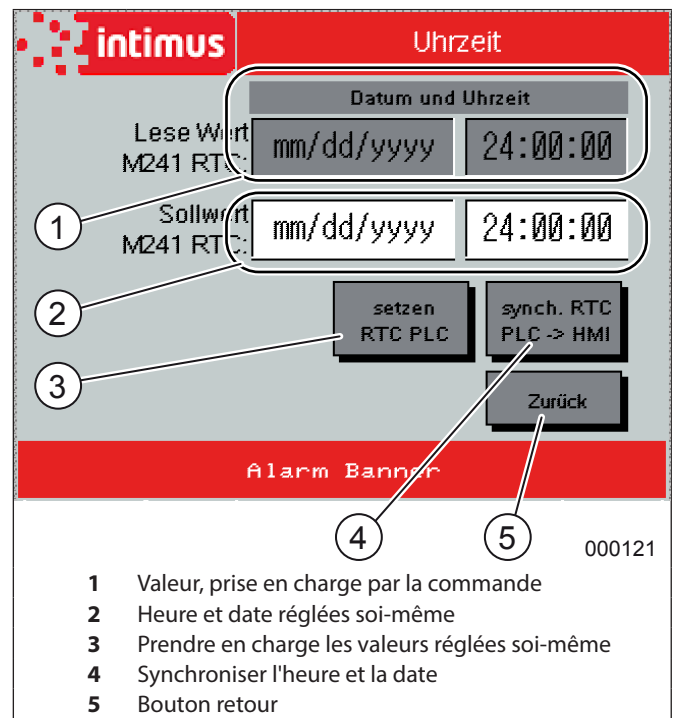 intimus Uhrzeit
Datum und Uhrzeit
Lese Wert
M241 RTC:
mm/dd/yyyy 24:00:00
Sollwert
M241 RTC:
mm/dd/yyyy 24:00:00
1
2
3
setzen
RTC PLC
synch. RTC
PLC -> HMI
Zurück
Alarm Banner
4 5
000121
1 Valeur, prise en charge par la commande
2 Heure et date réglées soi-même
3 Prendre en charge les valeurs réglées soi-même
4 Synchroniser l'heure et la date
5 Bouton retour